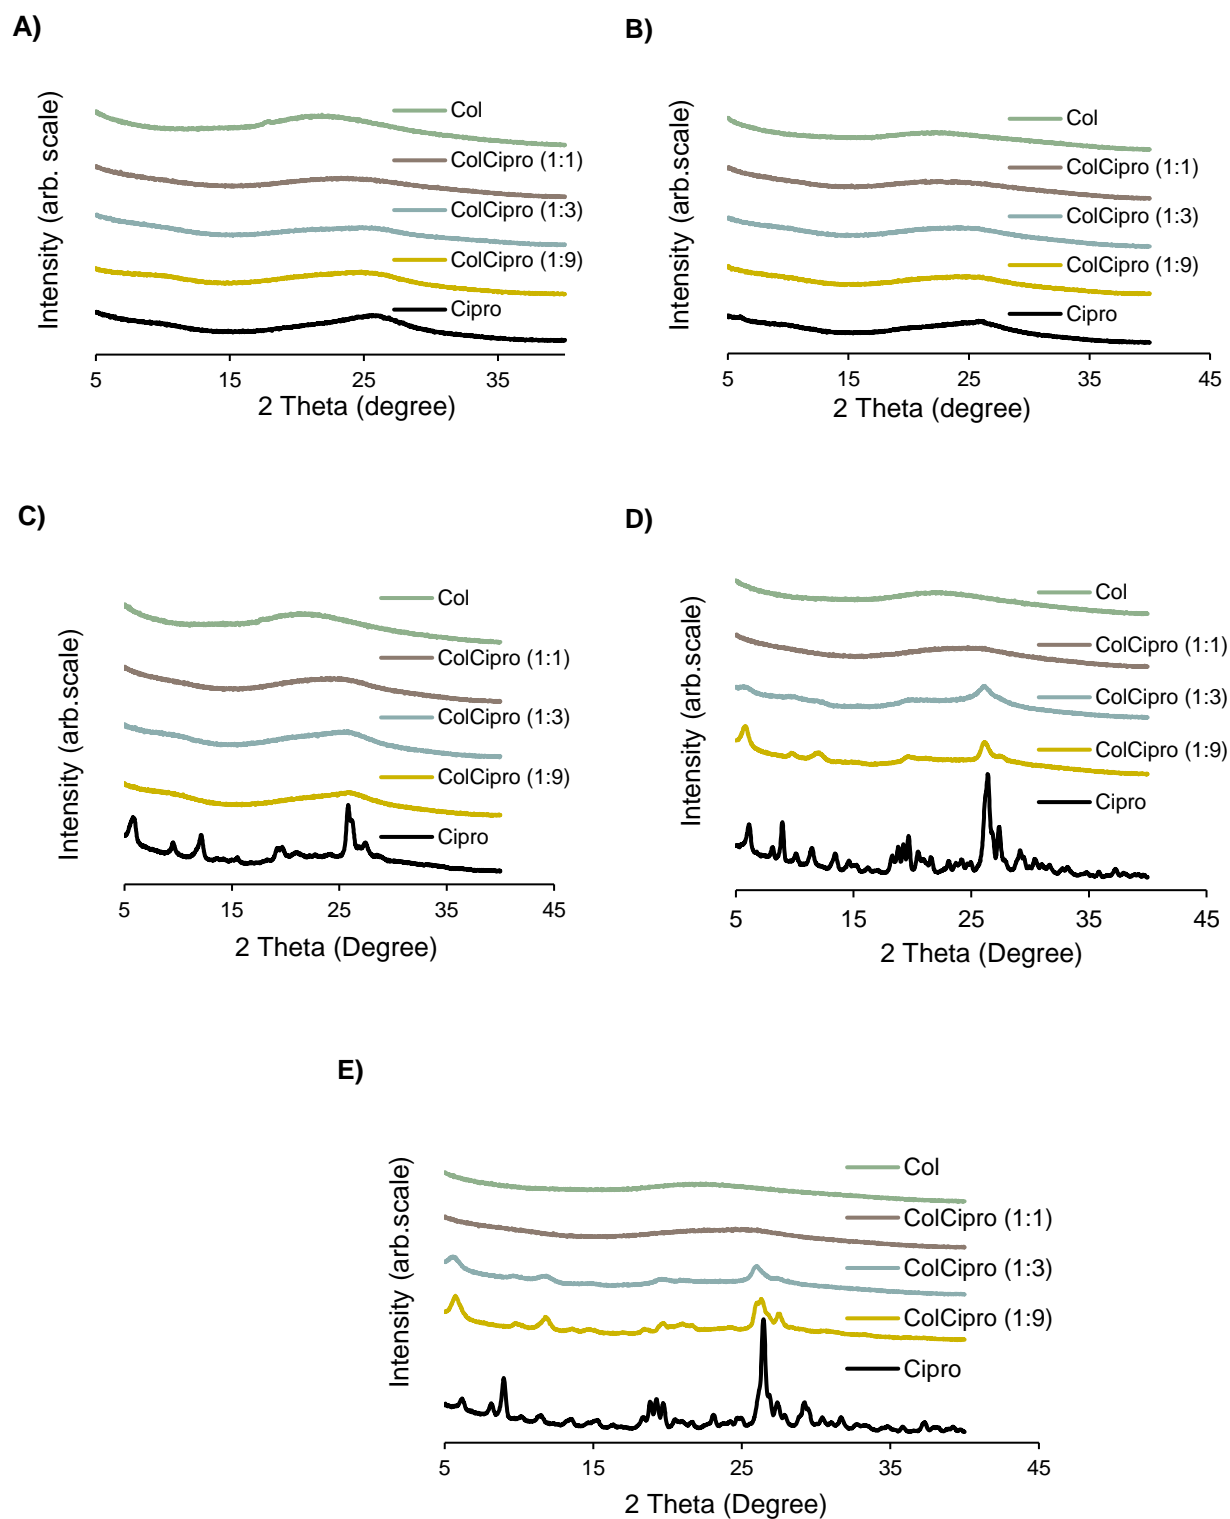 A)
Intensity (arb. scale)
Col
ColCipro (1:1)
ColCipro (1:3)
ColCipro (1:9)
Cipro
5 15 25 35
2 Theta (degree)
B)
Intensity (arb.scale)
Col
ColCipro (1:1)
ColCipro (1:3)
ColCipro (1:9)
Cipro
5 15 25 35 45
2 Theta (degree)
C)
Intensity (arb.scale)
Col
ColCipro (1:1)
ColCipro (1:3)
ColCipro (1:9)
Cipro
5 15 25 35 45
2 Theta (Degree)
D)
Intensity (arb.scale)
Col
ColCipro (1:1)
ColCipro (1:3)
ColCipro (1:9)
Cipro
5 15 25 35 45
2 Theta (Degree)
E)
Intensity (arb.scale)
Col
ColCipro (1:1)
ColCipro (1:3)
ColCipro (1:9)
Cipro
5 15 25 35 45
2 Theta (Degree)